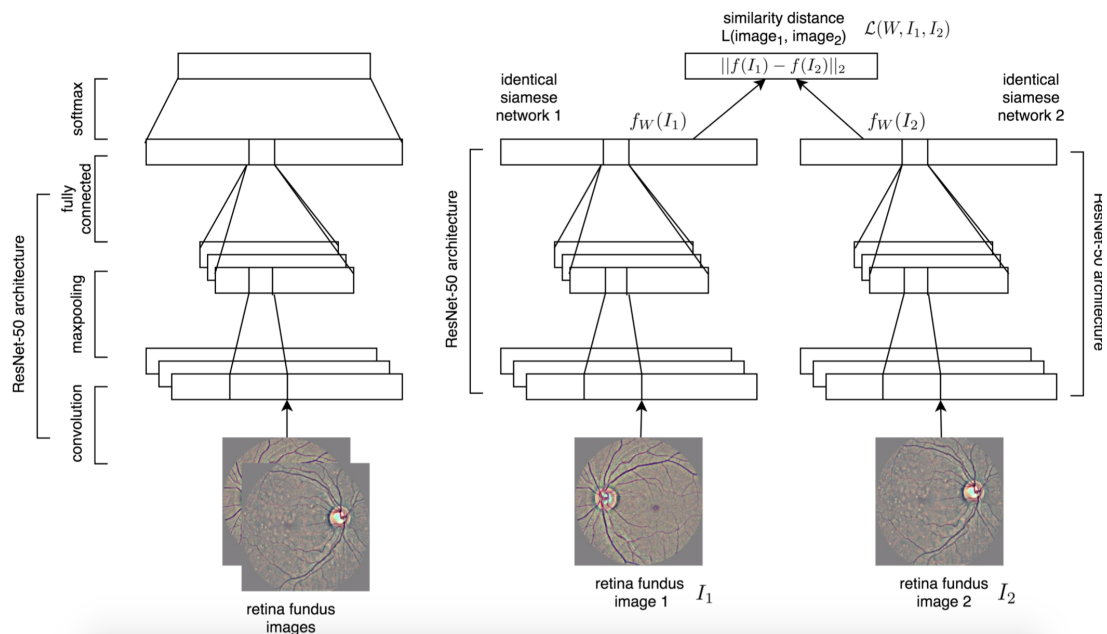 softmax
fully
connected
maxpooling
convolution
ResNet-50 architecture
retina fundus
images
similarity distance
L(image₁, image₂)
ℒ(W, I₁, I₂)
||f(I₁) − f(I₂)||₂
identical
siamese
network 1
f_W(I₁)
f_W(I₂)
identical
siamese
network 2
ResNet-50 architecture
ResNet-50 architecture
retina fundus
image 1
I₁
retina fundus
image 2
I₂